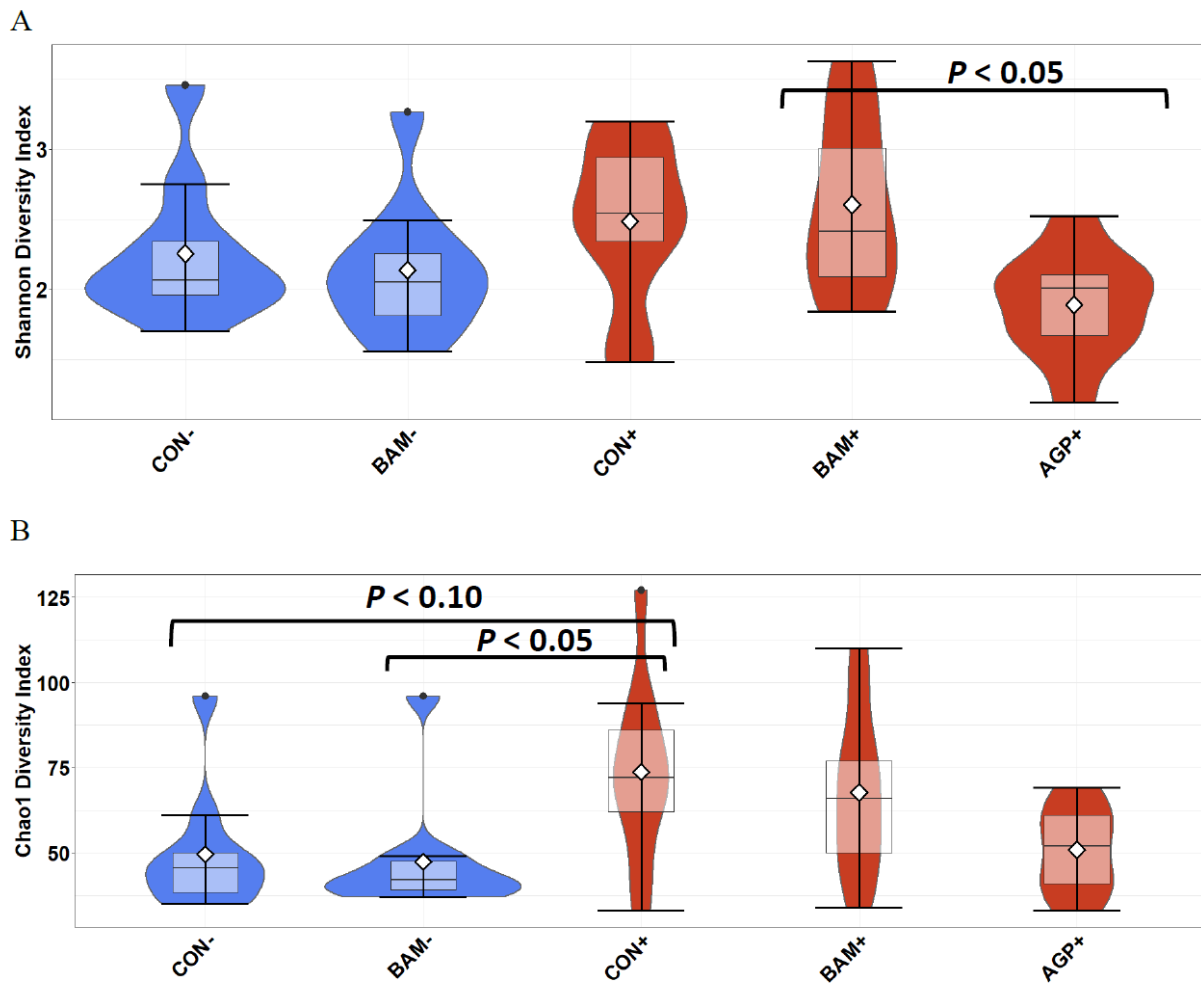 A
P < 0.05
Shannon Diversity Index
3
2
CON-
BAM-
CON+
BAM+
AGP+
B
P < 0.10
P < 0.05
Chao1 Diversity Index
125
100
75
50
CON-
BAM-
CON+
BAM+
AGP+